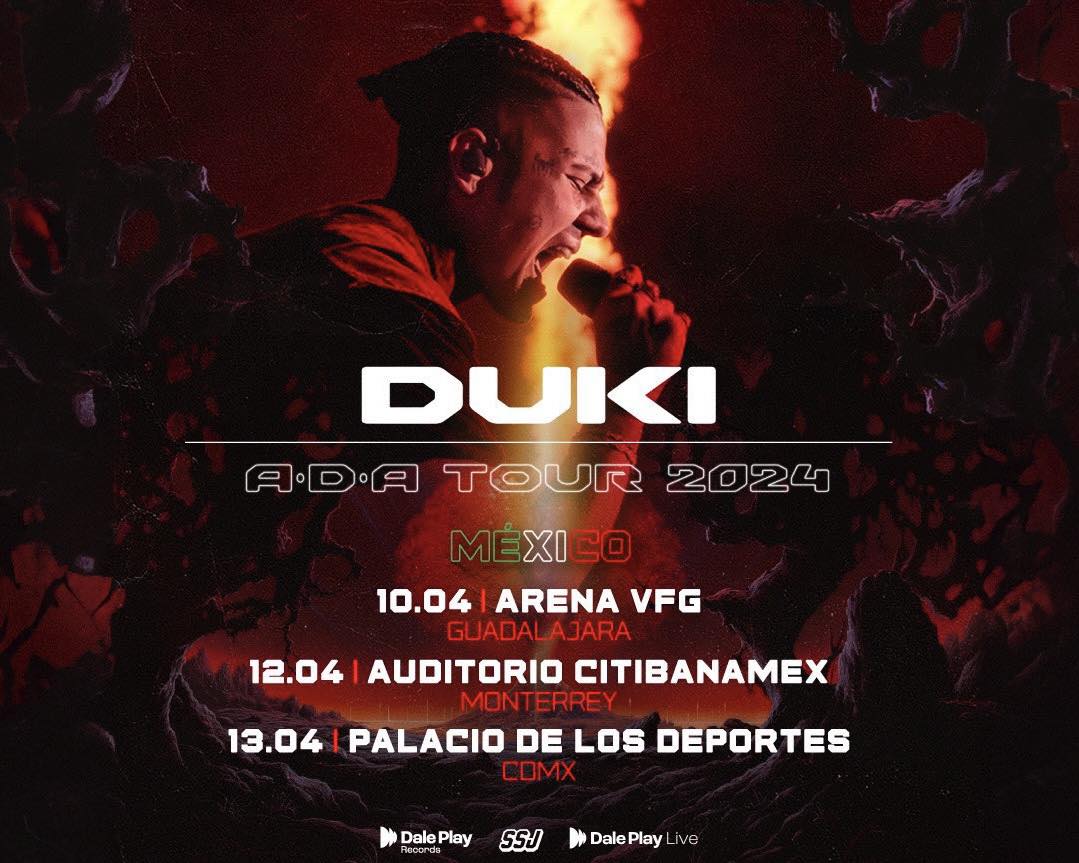 DUKI
A·D·A TOUR 2024
MÉXICO
10.04 | ARENA VFG
GUADALAJARA
12.04 | AUDITORIO CITIBANAMEX
MONTERREY
13.04 | PALACIO DE LOS DEPORTES
CDMX
Dale Play Records SSJ Dale Play Live